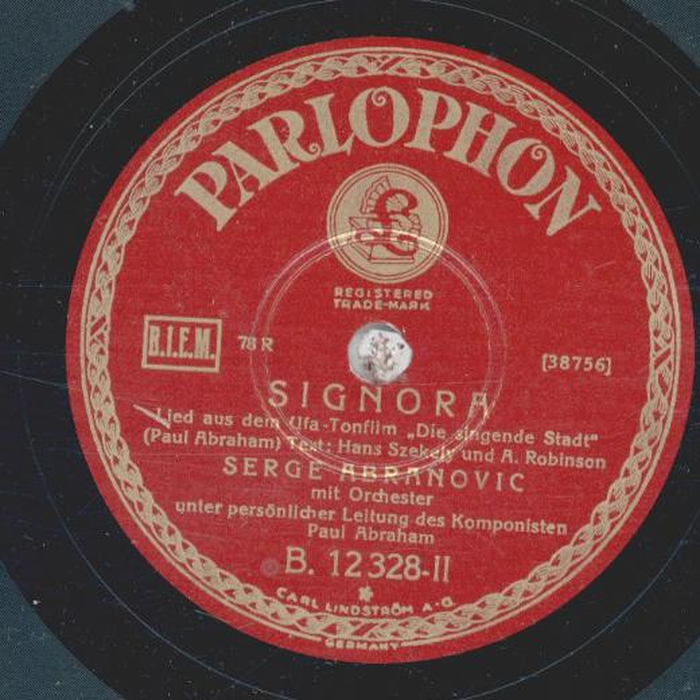 PARLOPHON
£
REGISTERED
TRADE-MARK
B.I.E.M.
78 R
[38756]
SIGNORA
Lied aus dem Ufa-Tonfilm „Die singende Stadt“
(Paul Abraham) Text: Hans Szekely und A. Robinson
SERGE ABRANOVIC
mit Orchester
unter persönlicher Leitung des Komponisten
Paul Abraham
B. 12328-II
CARL LINDSTRÖM A.G.
GERMANY